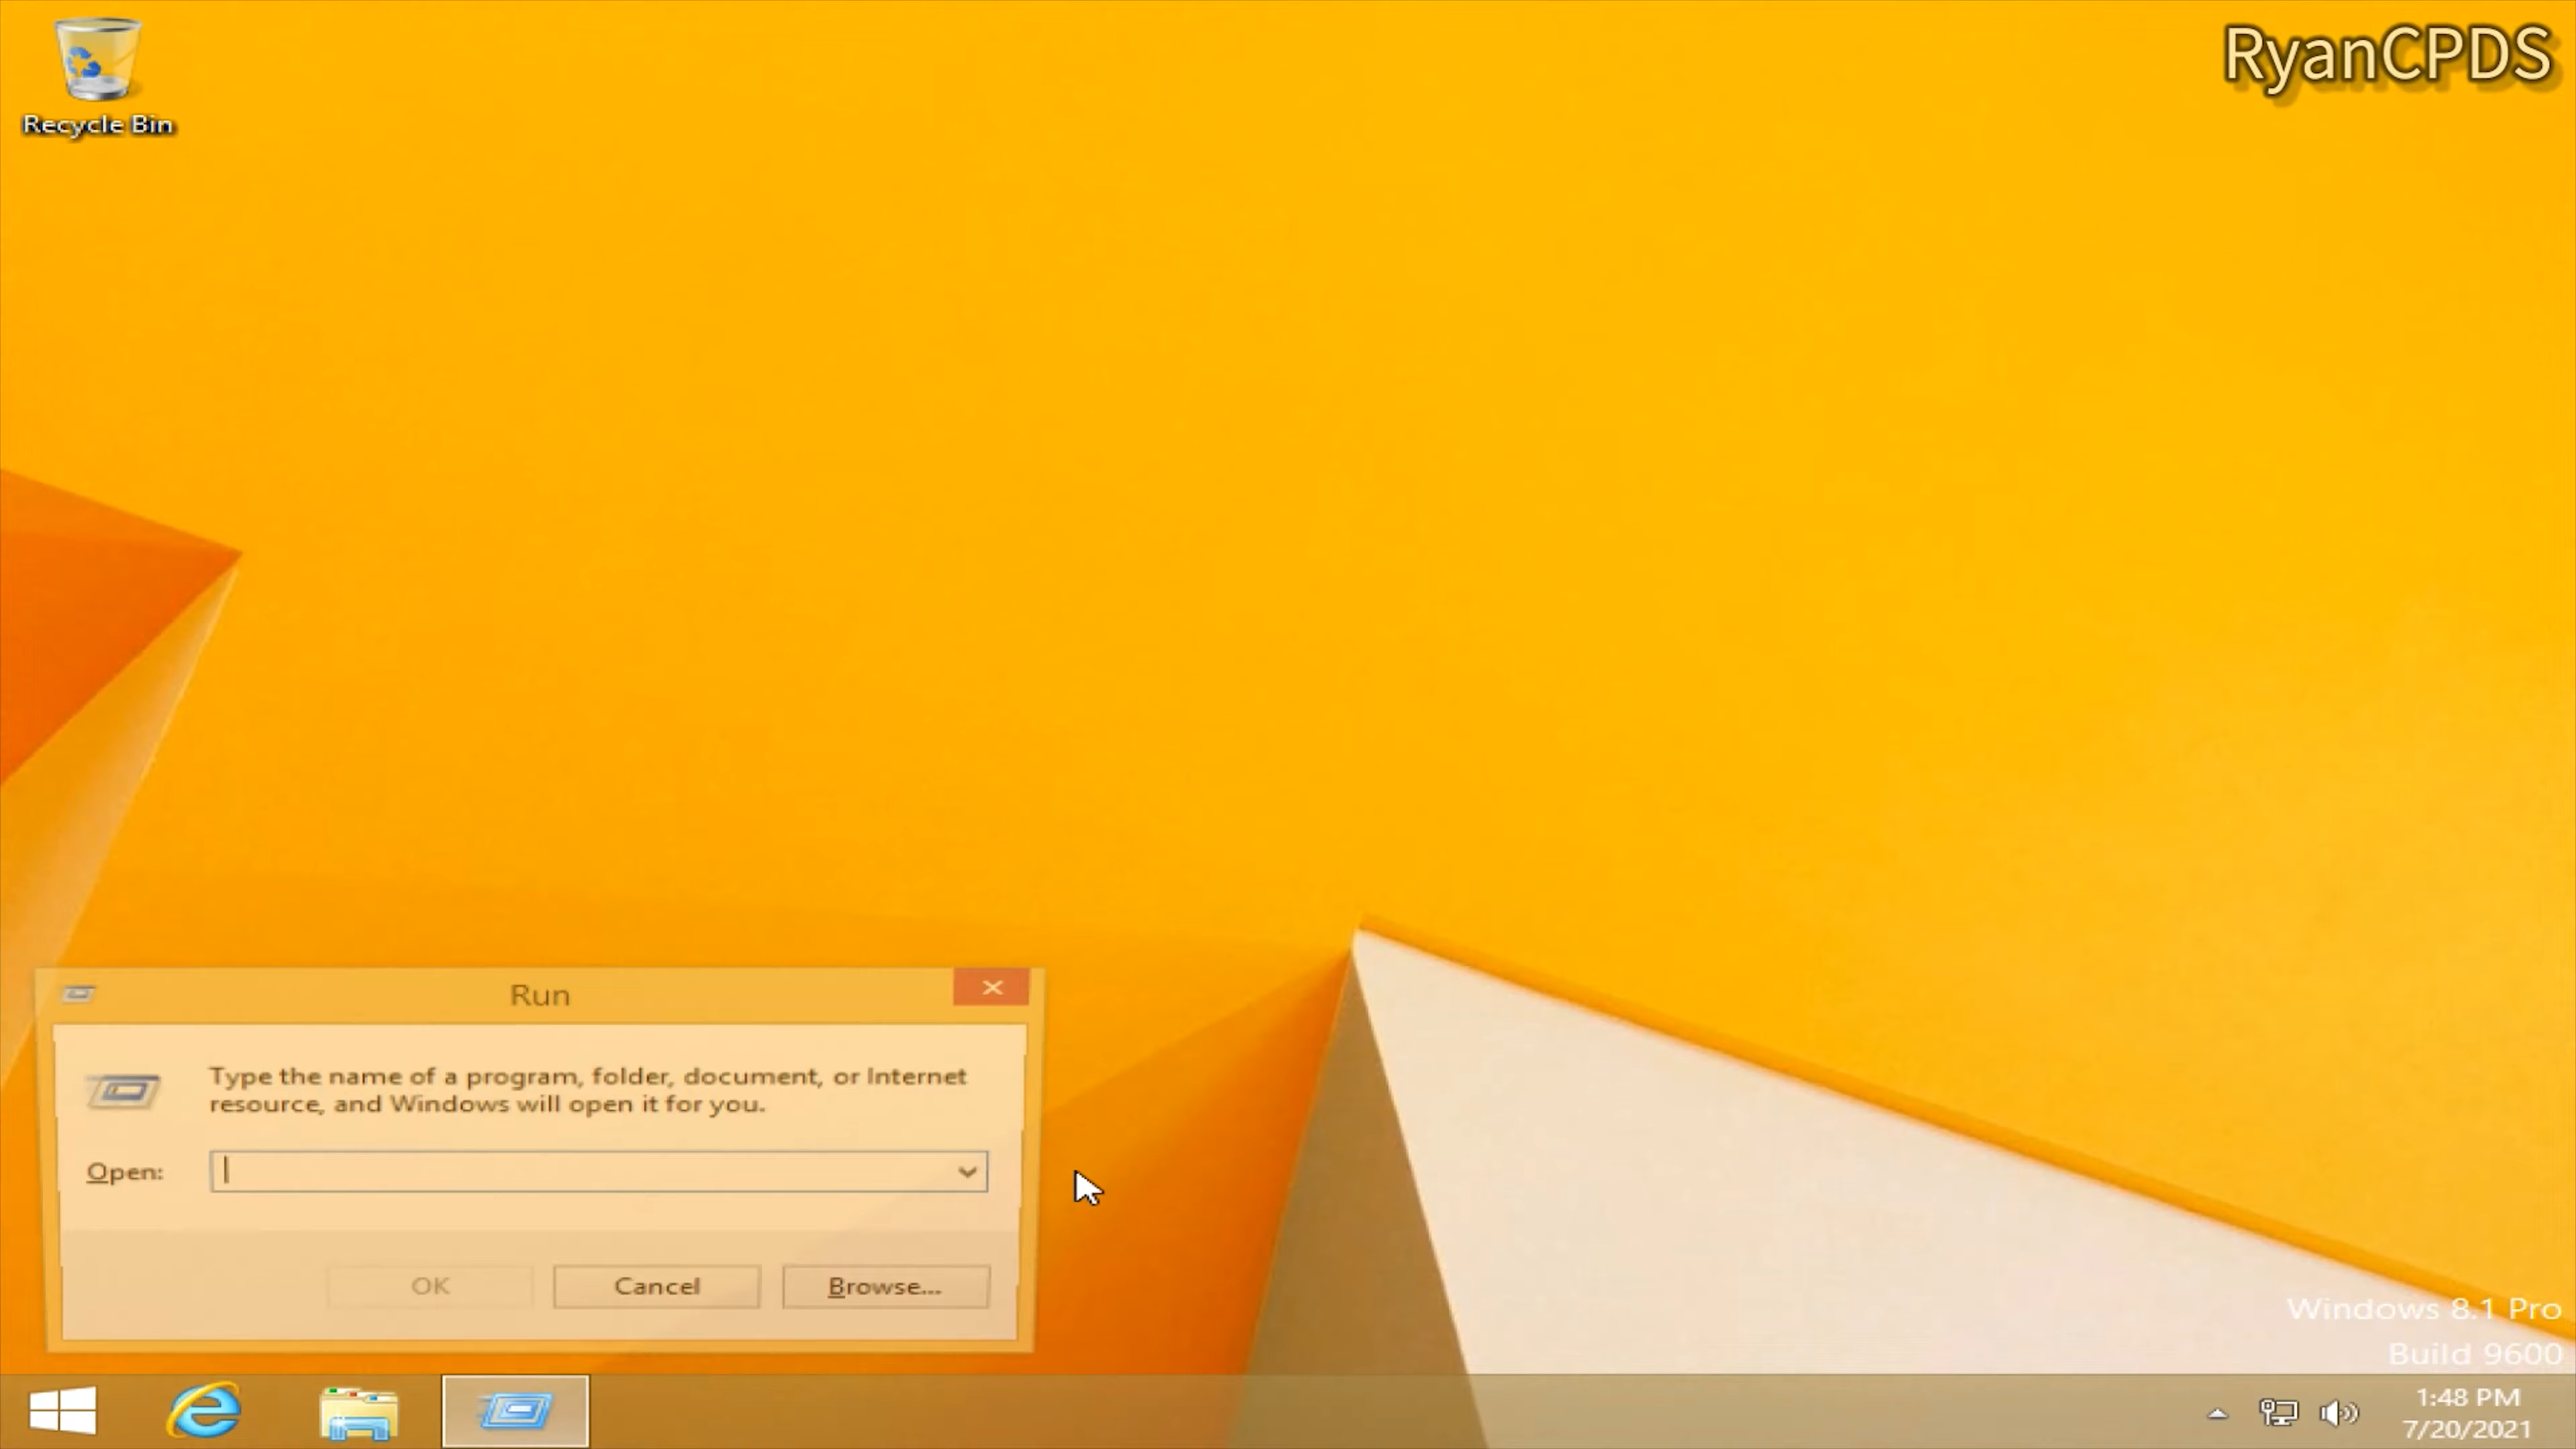 Recycle Bin
RyanCPDS
Run
Type the name of a program, folder, document, or Internet
resource, and Windows will open it for you.
Open:
OK
Cancel
Browse...
Windows 8.1 Pro
Build 9600
1:48 PM
7/20/2021